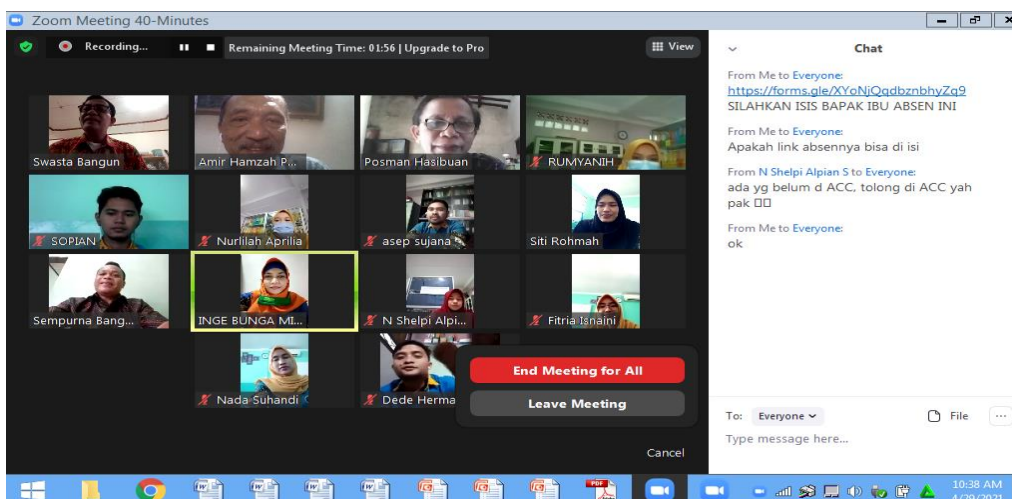 Zoom Meeting 40-Minutes
Recording...
Remaining Meeting Time: 01:56 | Upgrade to Pro
View
Swasta Bangun
Amir Hamzah P...
Posman Hasibuan
RUMYANIH
SOPIAN
Nurlilah Aprilia
asep sujana
Siti Rohmah
Sempurna Bang...
INGE BUNGA MI...
N Shelpi Alpi...
Fitria Isnaini
Nada Suhandi
Dede Herma
End Meeting for All
Leave Meeting
Cancel
Chat
From Me to Everyone:
https://forms.gle/XYoNjQqdbznbhyZq9
SILAHKAN ISIS BAPAK IBU ABSEN INI
From Me to Everyone:
Apakah link absennya bisa di isi
From N Shelpi Alpian S to Everyone:
ada yg belum d ACC, tolong di ACC yah
pak
From Me to Everyone:
ok
To: Everyone
File
Type message here...
PDF
10:38 AM
4/29/2021